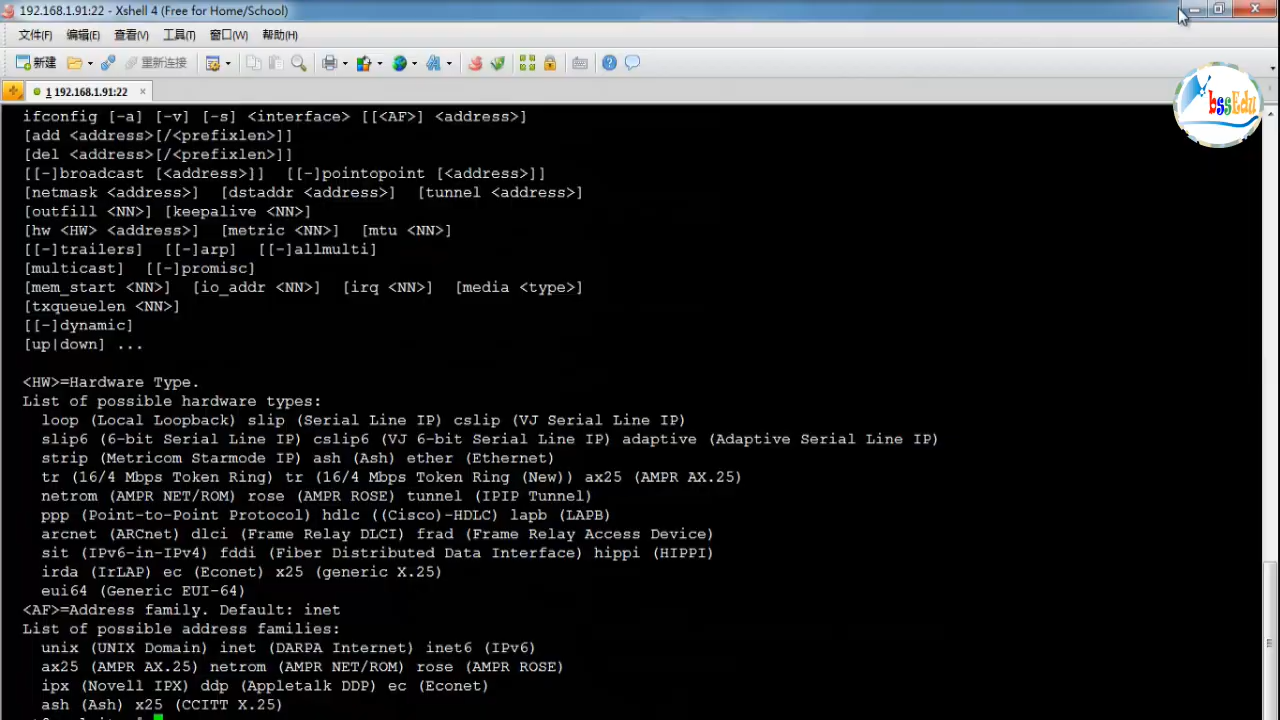 192.168.1.91:22 - Xshell 4 (Free for Home/School)
文件(F) 编辑(E) 查看(V) 工具(T) 窗口(W) 帮助(H)
新建 重新连接
1 192.168.1.91:22
bssEdu
ifconfig [-a] [-v] [-s] <interface> [[<AF>] <address>]
[add <address>[/<prefixlen>]]
[del <address>[/<prefixlen>]]
[[-]broadcast [<address>]] [[-]pointopoint [<address>]]
[netmask <address>] [dstaddr <address>] [tunnel <address>]
[outfill <NN>] [keepalive <NN>]
[hw <HW> <address>] [metric <NN>] [mtu <NN>]
[[-]trailers] [[-]arp] [[-]allmulti]
[multicast] [[-]promisc]
[mem_start <NN>] [io_addr <NN>] [irq <NN>] [media <type>]
[txqueuelen <NN>]
[[-]dynamic]
[up|down] ...
<HW>=Hardware Type.
List of possible hardware types:
loop (Local Loopback) slip (Serial Line IP) cslip (VJ Serial Line IP)
slip6 (6-bit Serial Line IP) cslip6 (VJ 6-bit Serial Line IP) adaptive (Adaptive Serial Line IP)
strip (Metricom Starmode IP) ash (Ash) ether (Ethernet)
tr (16/4 Mbps Token Ring) tr (16/4 Mbps Token Ring (New)) ax25 (AMPR AX.25)
netrom (AMPR NET/ROM) rose (AMPR ROSE) tunnel (IPIP Tunnel)
ppp (Point-to-Point Protocol) hdlc ((Cisco)-HDLC) lapb (LAPB)
arcnet (ARCnet) dlci (Frame Relay DLCI) frad (Frame Relay Access Device)
sit (IPv6-in-IPv4) fddi (Fiber Distributed Data Interface) hippi (HIPPI)
irda (IrLAP) ec (Econet) x25 (generic X.25)
eui64 (Generic EUI-64)
<AF>=Address family. Default: inet
List of possible address families:
unix (UNIX Domain) inet (DARPA Internet) inet6 (IPv6)
ax25 (AMPR AX.25) netrom (AMPR NET/ROM) rose (AMPR ROSE)
ipx (Novell IPX) ddp (Appletalk DDP) ec (Econet)
ash (Ash) x25 (CCITT X.25)